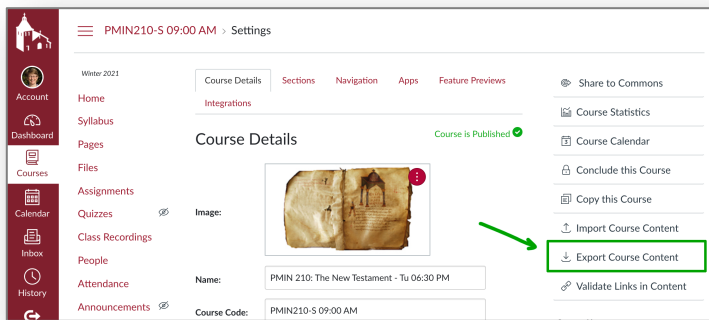 PMIN210-S 09:00 AM > Settings
Account
Dashboard
Courses
Calendar
Inbox
History
Winter 2021
Home
Syllabus
Pages
Files
Assignments
Quizzes
Class Recordings
People
Attendance
Announcements
Course Details Sections Navigation Apps Feature Previews
Integrations
Course Details
Course is Published
Image:
Name: PMIN 210: The New Testament - Tu 06:30 PM
Course Code: PMIN210-S 09:00 AM
Share to Commons
Course Statistics
Course Calendar
Conclude this Course
Copy this Course
Import Course Content
Export Course Content
Validate Links in Content